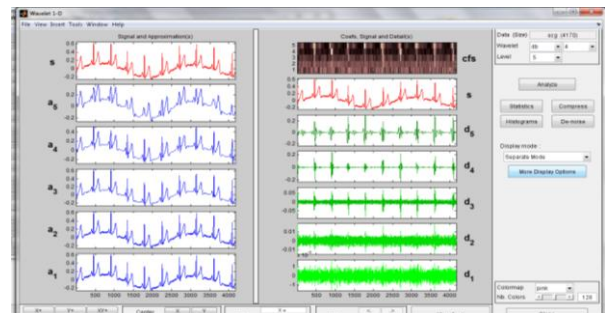 Wavelet 1-D
File View Insert Tools Window Help
Signal and Approximation(s)
Coefs, Signal and Detail(s)
s
a5
a4
a3
a2
a1
500 1000 1500 2000 2500 3000 3500 4000
cfs
s
d5
d4
d3
d2
d1
500 1000 1500 2000 2500 3000 3500 4000
Data (Size)
Wavelet db 4
Level 5
Analyze
Statistics Compress
Histograms De-noise
Display mode :
Separate Mode
More Display Options
Colormap pink
Nb. Colors 128